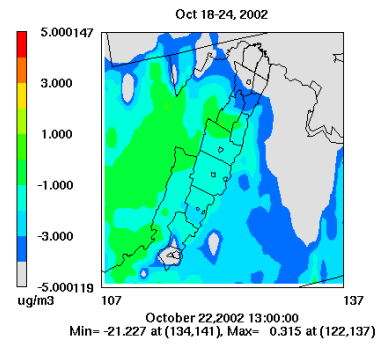 Oct 18-24, 2002
5.000147
3.000
1.000
-1.000
-3.000
-5.000119
ug/m3
107
137
October 22,2002 13:00:00
Min= -21.227 at (134,141), Max= 0.315 at (122,137)